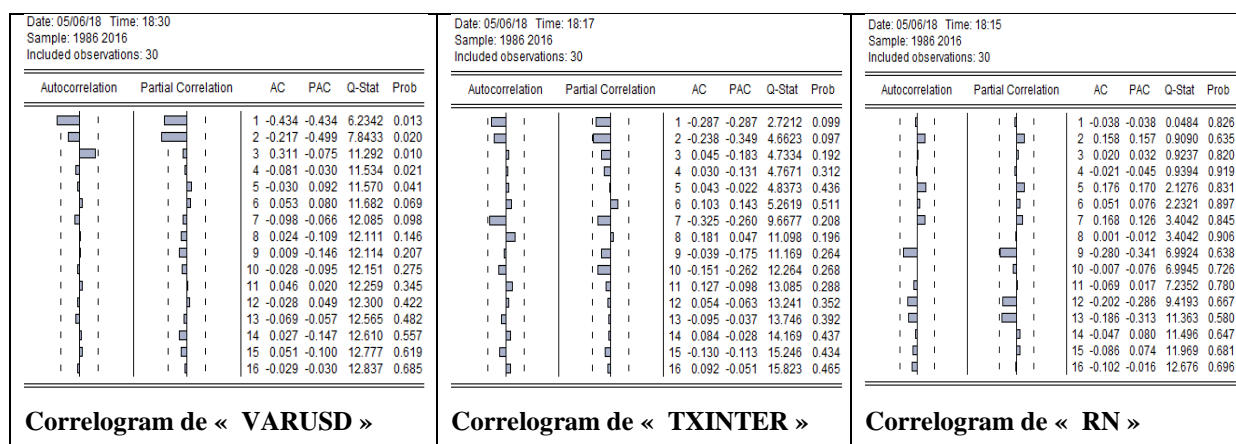 Date: 05/06/18 Time: 18:30
Sample: 1986 2016
Included observations: 30
Autocorrelation Partial Correlation AC PAC Q-Stat Prob
1 -0.434 -0.434 6.2342 0.013
2 -0.217 -0.499 7.8433 0.020
3 0.311 -0.075 11.292 0.010
4 -0.081 -0.030 11.534 0.021
5 -0.030 0.092 11.570 0.041
6 0.053 0.080 11.682 0.069
7 -0.098 -0.066 12.085 0.098
8 0.024 -0.109 12.111 0.146
9 0.009 -0.146 12.114 0.207
10 -0.028 -0.095 12.151 0.275
11 0.046 0.020 12.259 0.345
12 -0.028 0.049 12.300 0.422
13 -0.069 -0.057 12.565 0.482
14 0.027 -0.147 12.610 0.557
15 0.051 -0.100 12.777 0.619
16 -0.029 -0.030 12.837 0.685
Correlogram de « VARUSD »
Date: 05/06/18 Time: 18:17
Sample: 1986 2016
Included observations: 30
Autocorrelation Partial Correlation AC PAC Q-Stat Prob
1 -0.287 -0.287 2.7212 0.099
2 -0.238 -0.349 4.6623 0.097
3 0.045 -0.183 4.7334 0.192
4 0.030 -0.131 4.7671 0.312
5 0.043 -0.022 4.8373 0.436
6 0.103 0.143 5.2619 0.511
7 -0.325 -0.260 9.6677 0.208
8 0.181 0.047 11.098 0.196
9 -0.039 -0.175 11.169 0.264
10 -0.151 -0.262 12.264 0.268
11 0.127 -0.098 13.085 0.288
12 0.054 -0.063 13.241 0.352
13 -0.095 -0.037 13.746 0.392
14 0.084 -0.028 14.169 0.437
15 -0.130 -0.113 15.246 0.434
16 0.092 -0.051 15.823 0.465
Correlogram de « TXINTER »
Date: 05/06/18 Time: 18:15
Sample: 1986 2016
Included observations: 30
Autocorrelation Partial Correlation AC PAC Q-Stat Prob
1 -0.038 -0.038 0.0484 0.826
2 0.158 0.157 0.9090 0.635
3 0.020 0.032 0.9237 0.820
4 -0.021 -0.045 0.9394 0.919
5 0.176 0.170 2.1276 0.831
6 0.051 0.076 2.2321 0.897
7 0.168 0.126 3.4042 0.845
8 0.001 -0.012 3.4042 0.906
9 -0.280 -0.341 6.9924 0.638
10 -0.007 -0.076 6.9945 0.726
11 -0.069 0.017 7.2352 0.780
12 -0.202 -0.286 9.4193 0.667
13 -0.186 -0.313 11.363 0.580
14 -0.047 0.080 11.496 0.647
15 -0.086 0.074 11.969 0.681
16 -0.102 -0.016 12.676 0.696
Correlogram de « RN »